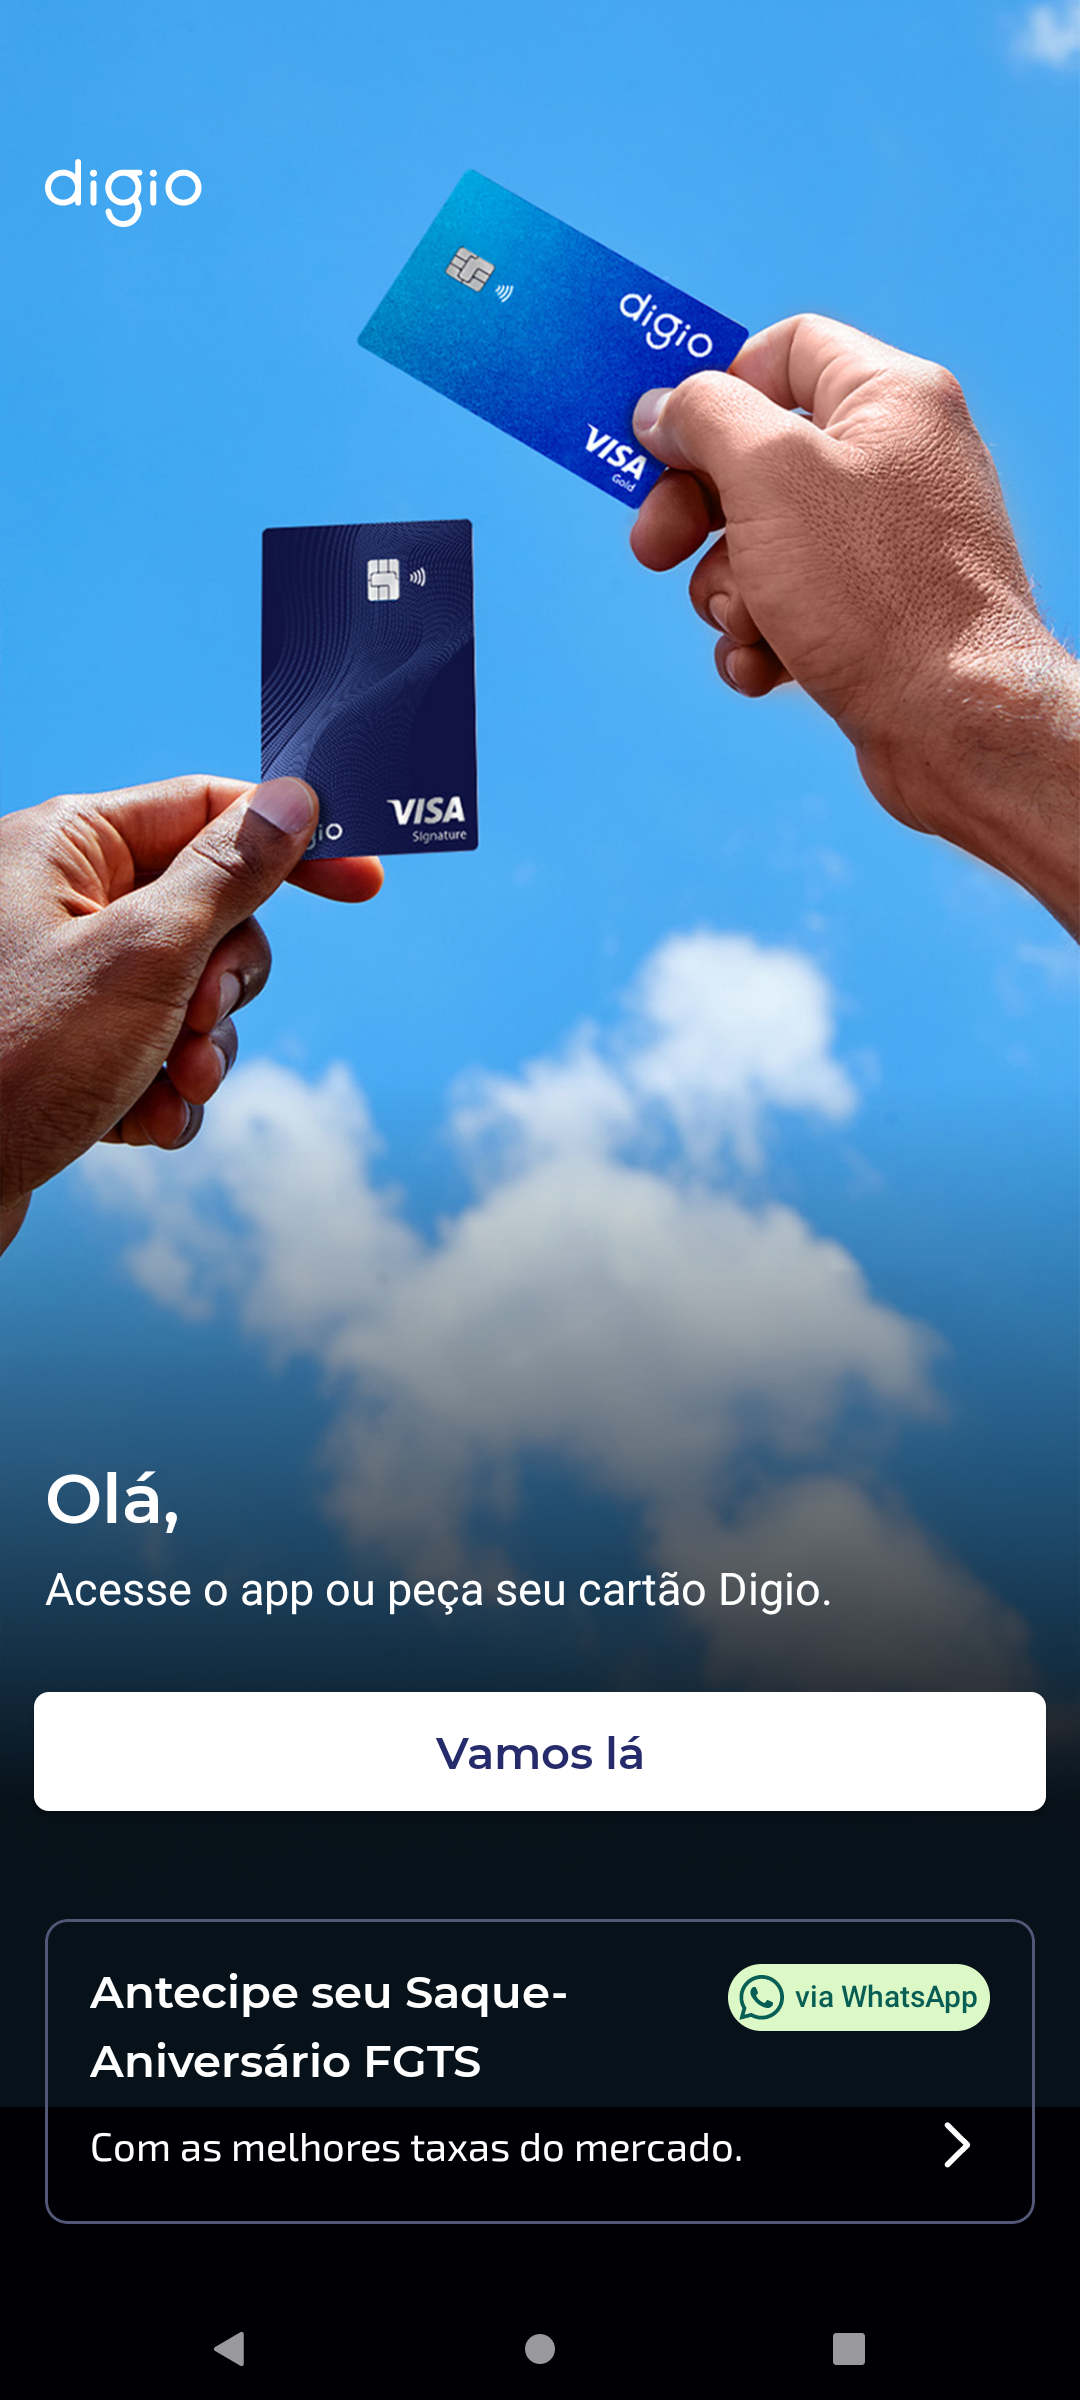 digio
digio
VISA
Gold
VISA
gio
Signature
Olá,
Acesse o app ou peça seu cartão Digio.
Vamos lá
Antecipe seu Saque-
Aniversário FGTS
via WhatsApp
Com as melhores taxas do mercado.